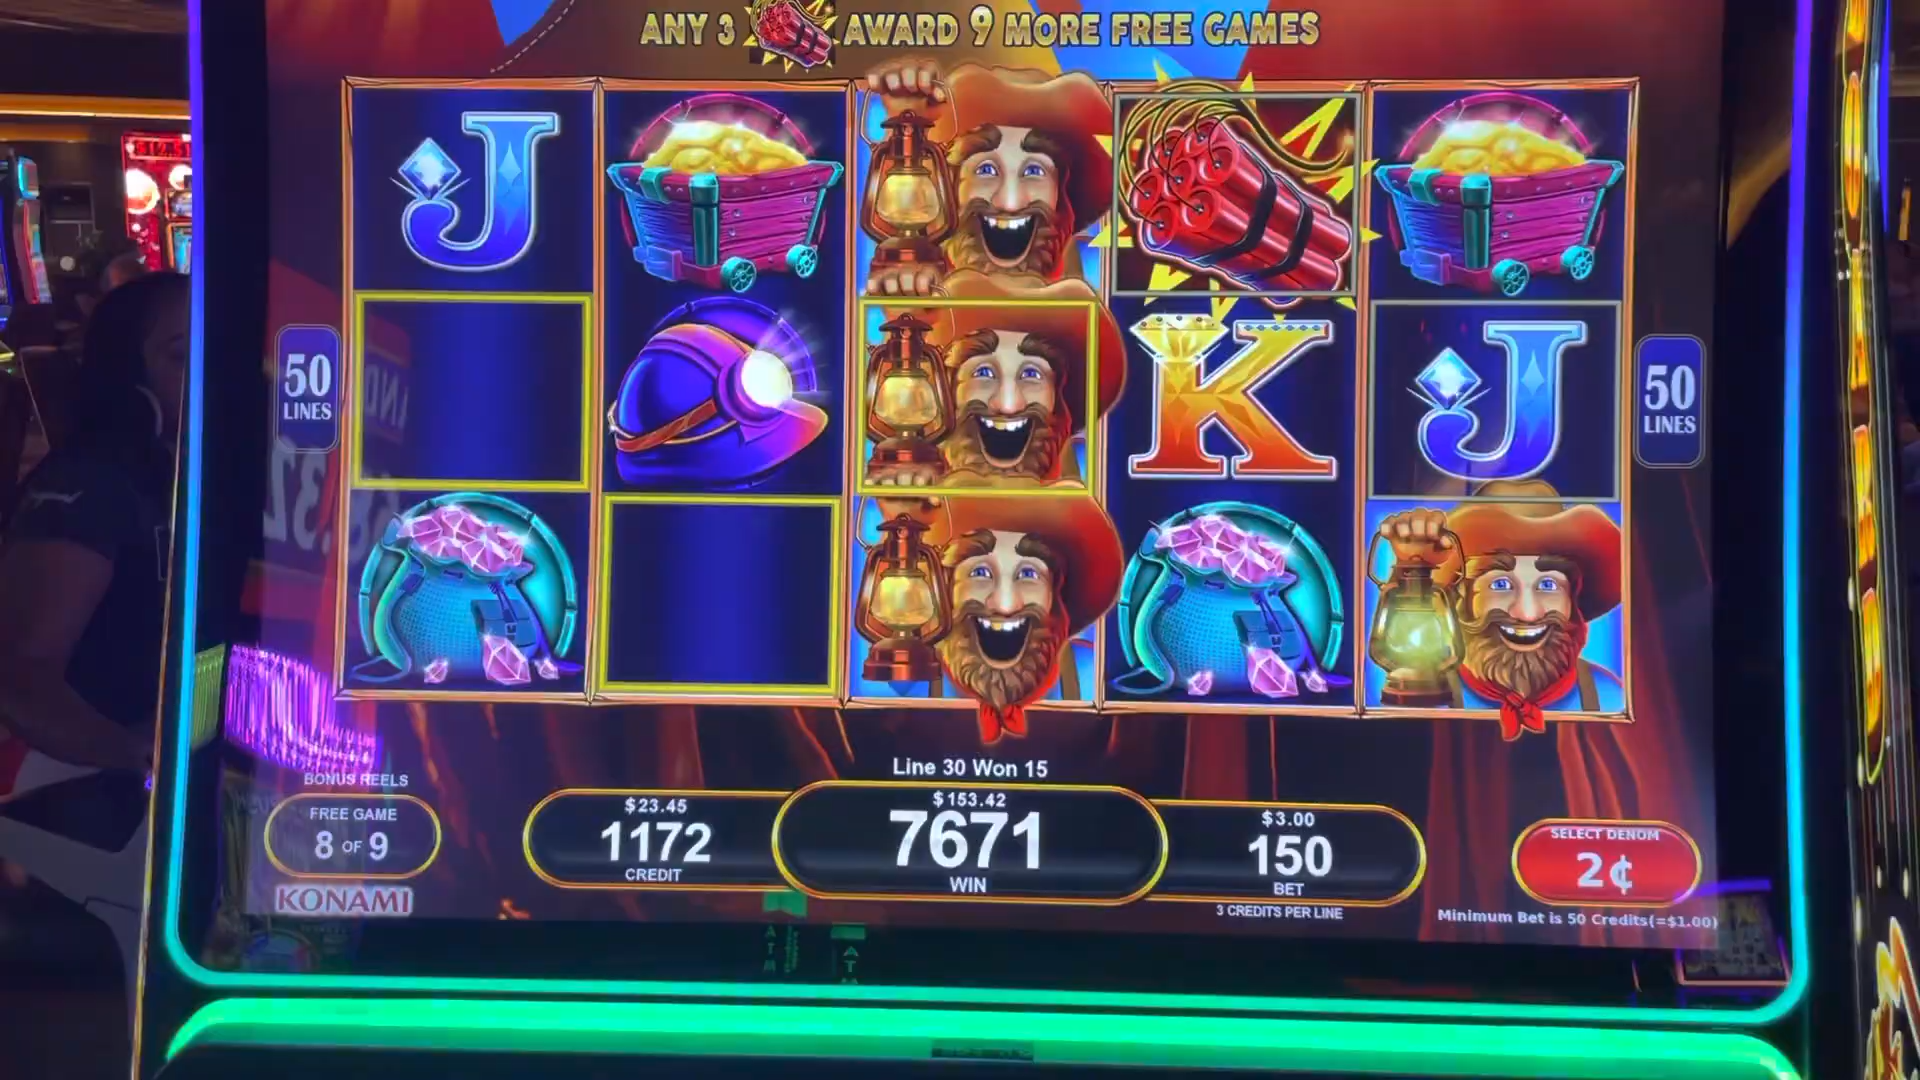 ANY 3 AWARD 9 MORE FREE GAMES
J
50
LINES
K
J
50
LINES
Line 30 Won 15
BONUS REELS
FREE GAME
8 OF 9
$23.45
1172
CREDIT
$153.42
7671
WIN
$3.00
150
BET
3 CREDITS PER LINE
SELECT DENOM
2¢
Minimum Bet is 50 Credits(=$1.00)
KONAMI
ATM
ATM